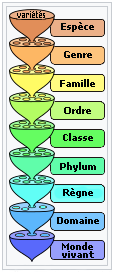 variétés
Espèce
Genre
Famille
Ordre
Classe
Phylum
Règne
Domaine
Monde
vivant